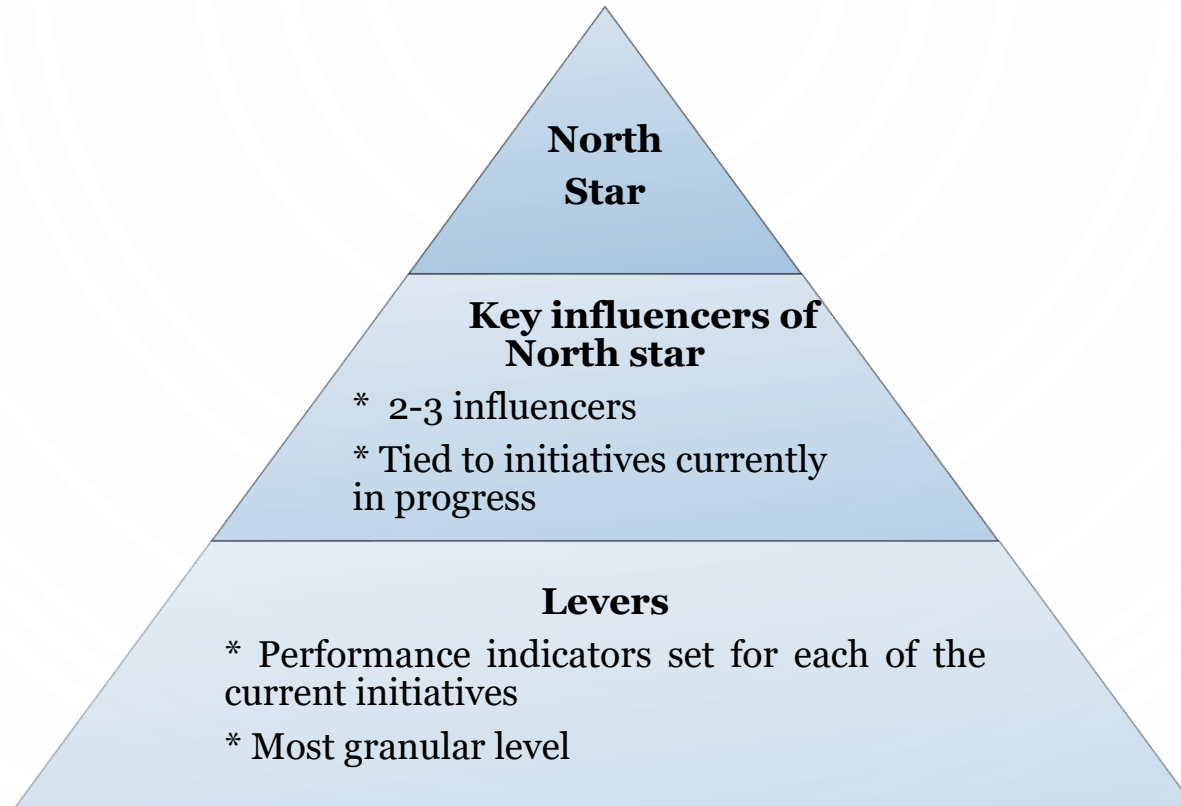 North
Star
Key influencers of
North star
* 2-3 influencers
* Tied to initiatives currently
in progress
Levers
* Performance indicators set for each of the
current initiatives
* Most granular level